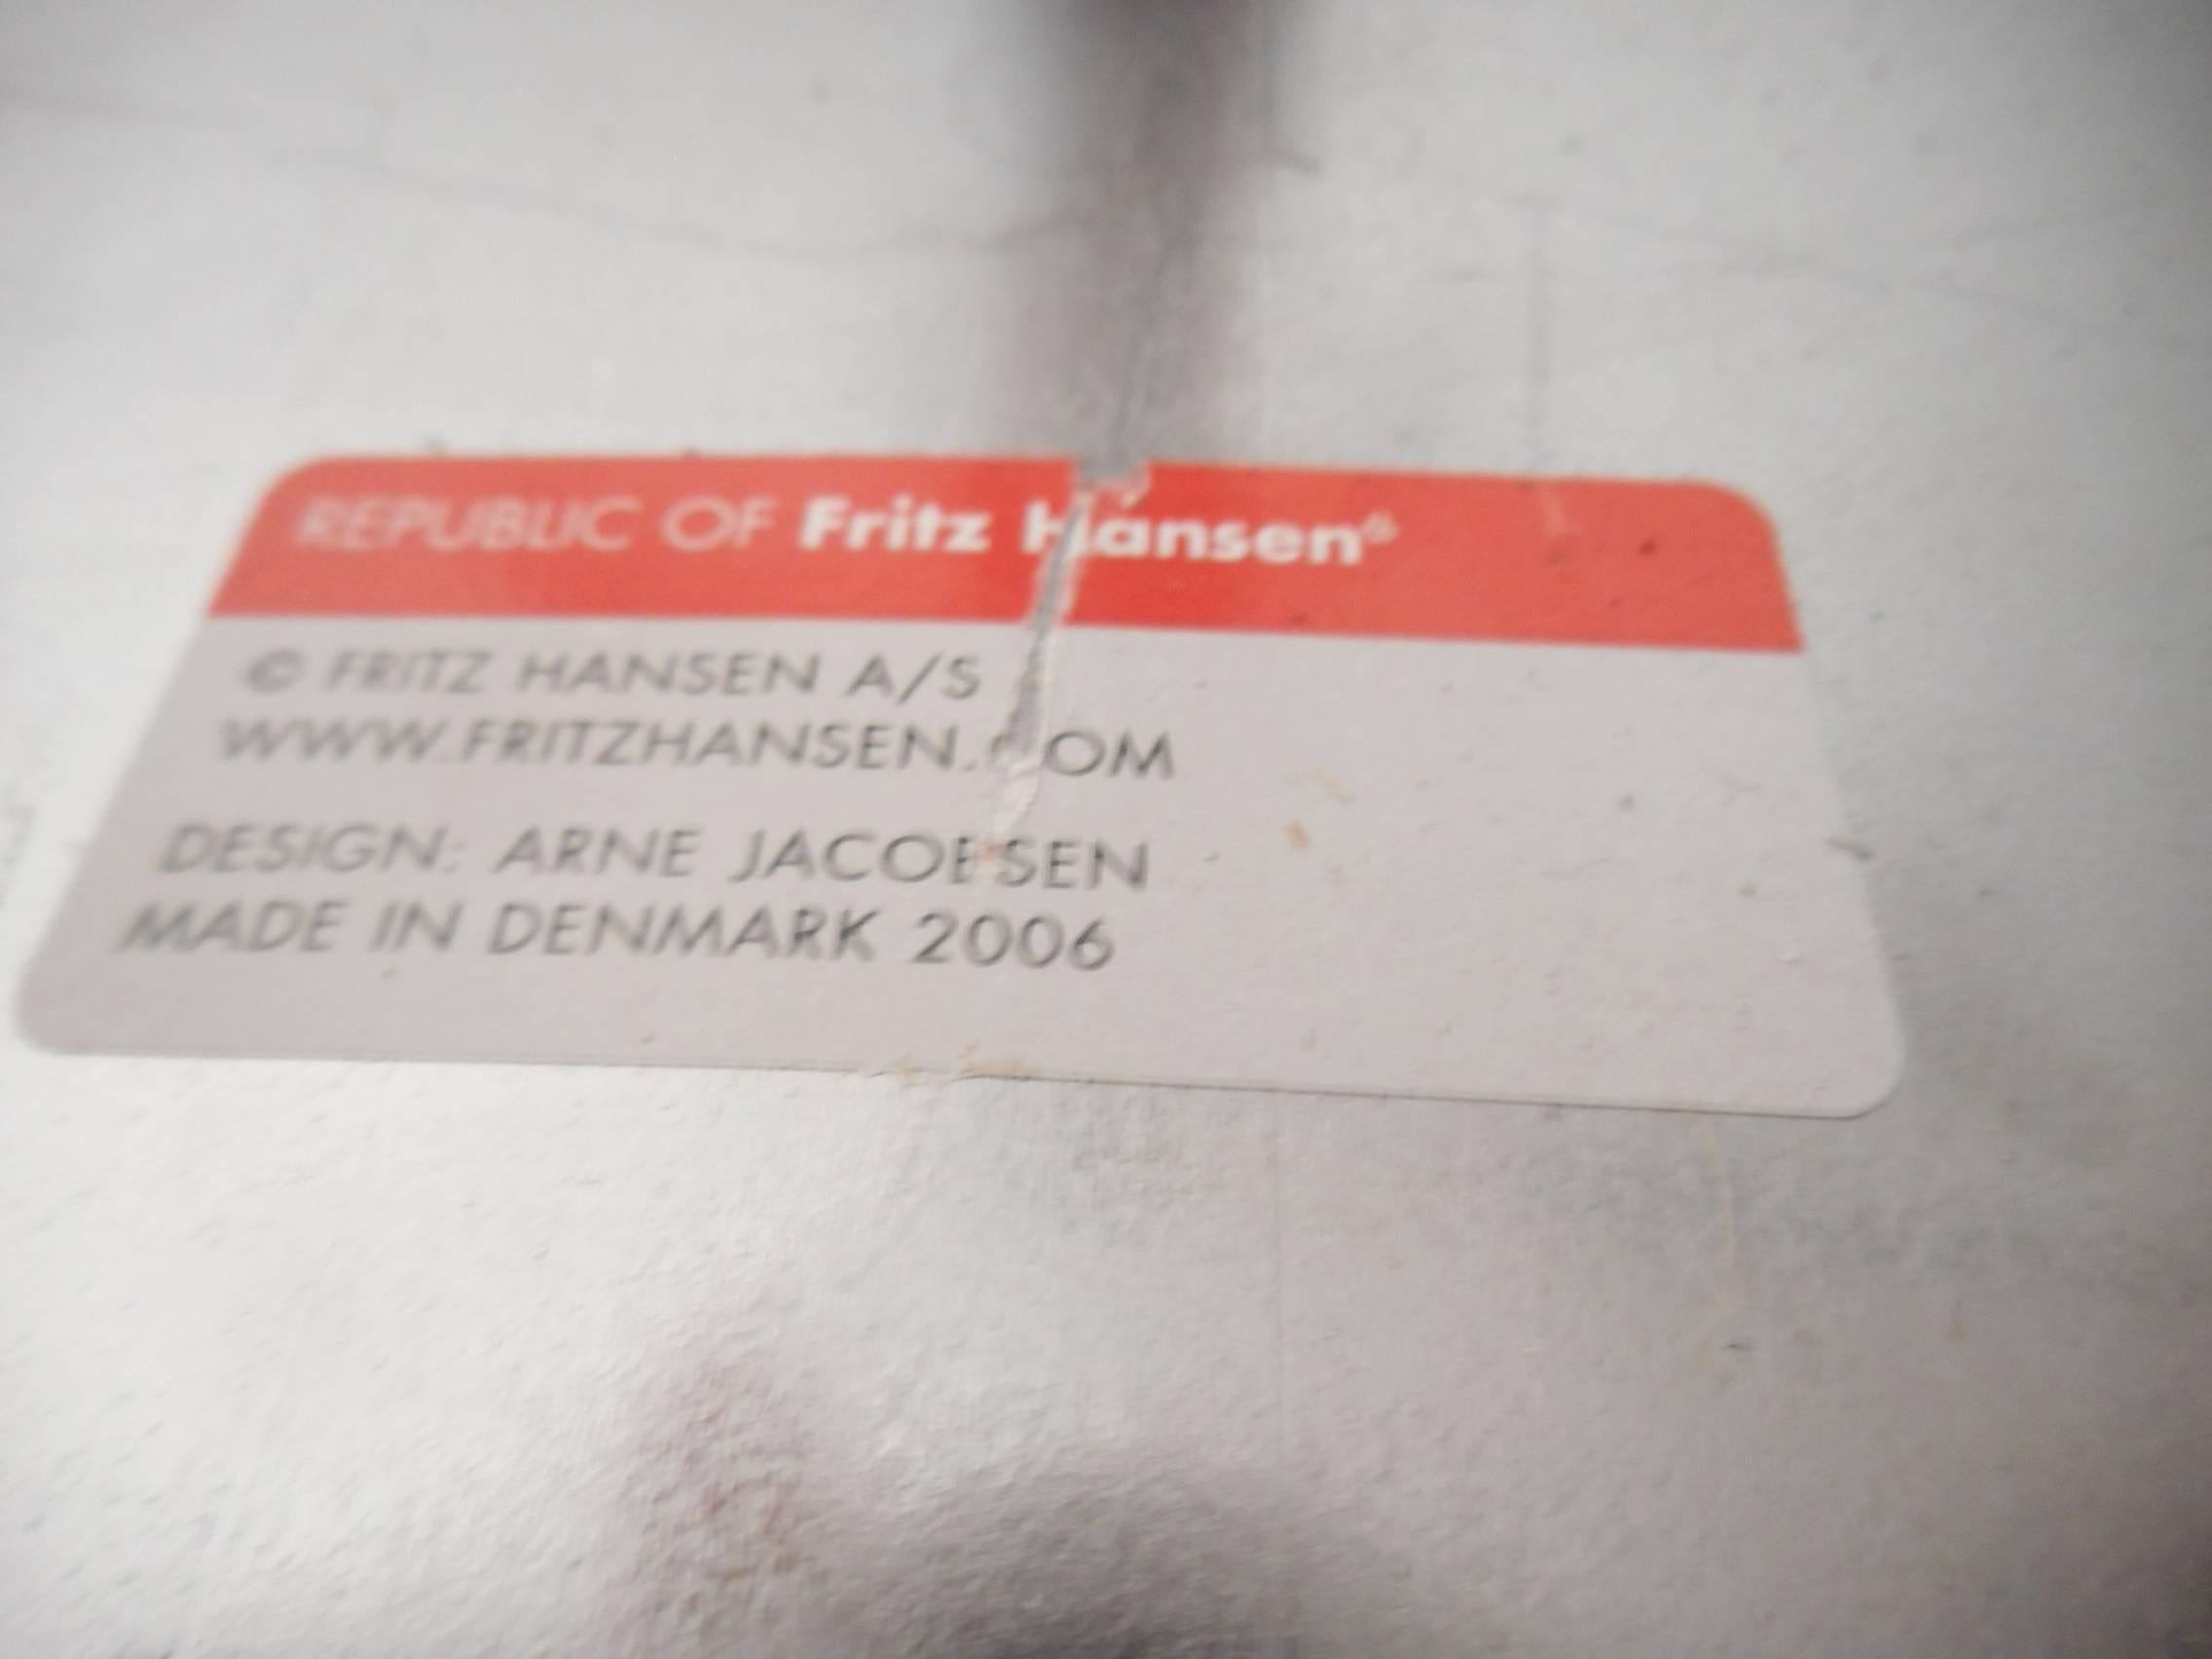 REPUBLIC OF Fritz Hansen®
© FRITZ HANSEN A/S
WWW.FRITZHANSEN.COM
DESIGN: ARNE JACOBSEN
MADE IN DENMARK 2006